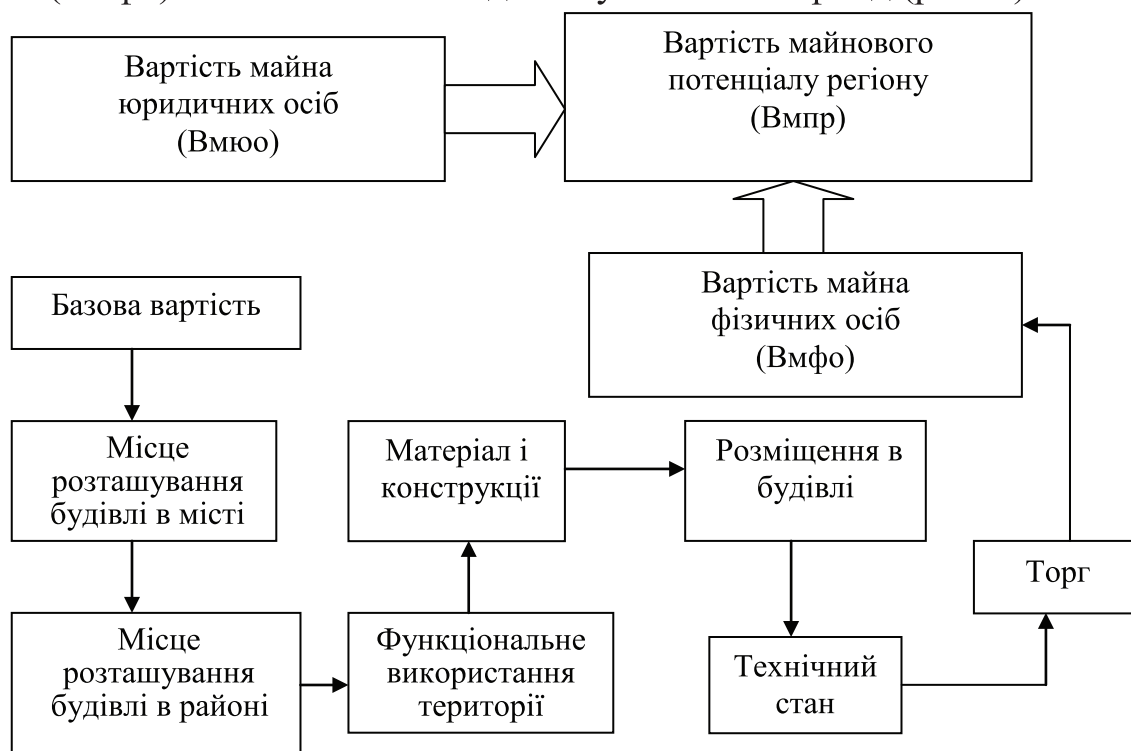 Вартість майна
юридичних осіб
(Вмюо)
Вартість майнового
потенціалу регіону
(Вмпр)
Базова вартість
Вартість майна
фізичних осіб
(Вмфо)
Місце
розташування
будівлі в місті
Матеріал і
конструкції
Розміщення в
будівлі
Торг
Місце
розташування
будівлі в районі
Функціональне
використання
території
Технічний
стан